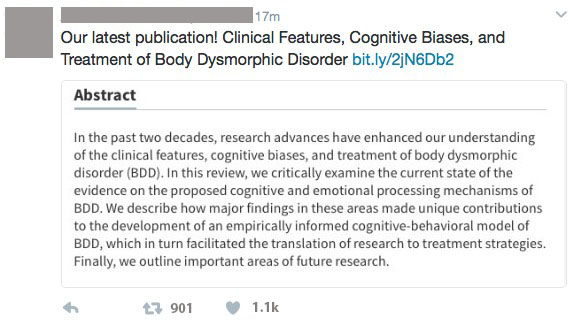 17m
Our latest publication! Clinical Features, Cognitive Biases, and
Treatment of Body Dysmorphic Disorder bit.ly/2jN6Db2
Abstract
In the past two decades, research advances have enhanced our understanding
of the clinical features, cognitive biases, and treatment of body dysmorphic
disorder (BDD). In this review, we critically examine the current state of the
evidence on the proposed cognitive and emotional processing mechanisms of
BDD. We describe how major findings in these areas made unique contributions
to the development of an empirically informed cognitive-behavioral model of
BDD, which in turn facilitated the translation of research to treatment strategies.
Finally, we outline important areas of future research.
901 1.1k